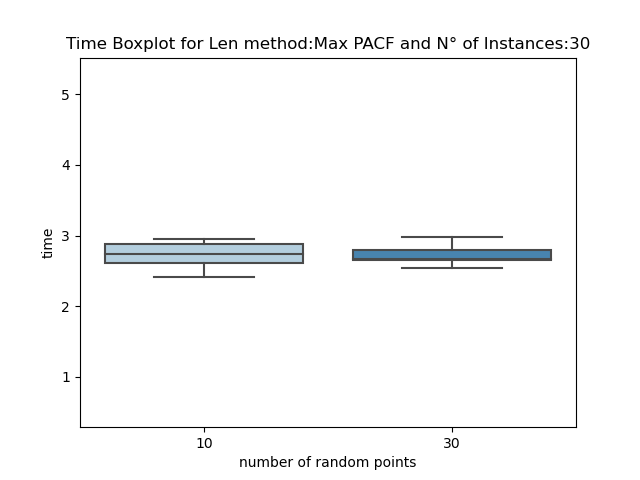 Time Boxplot for Len method:Max PACF and N° of Instances:30
5
4
3
2
1
time
10 30
number of random points